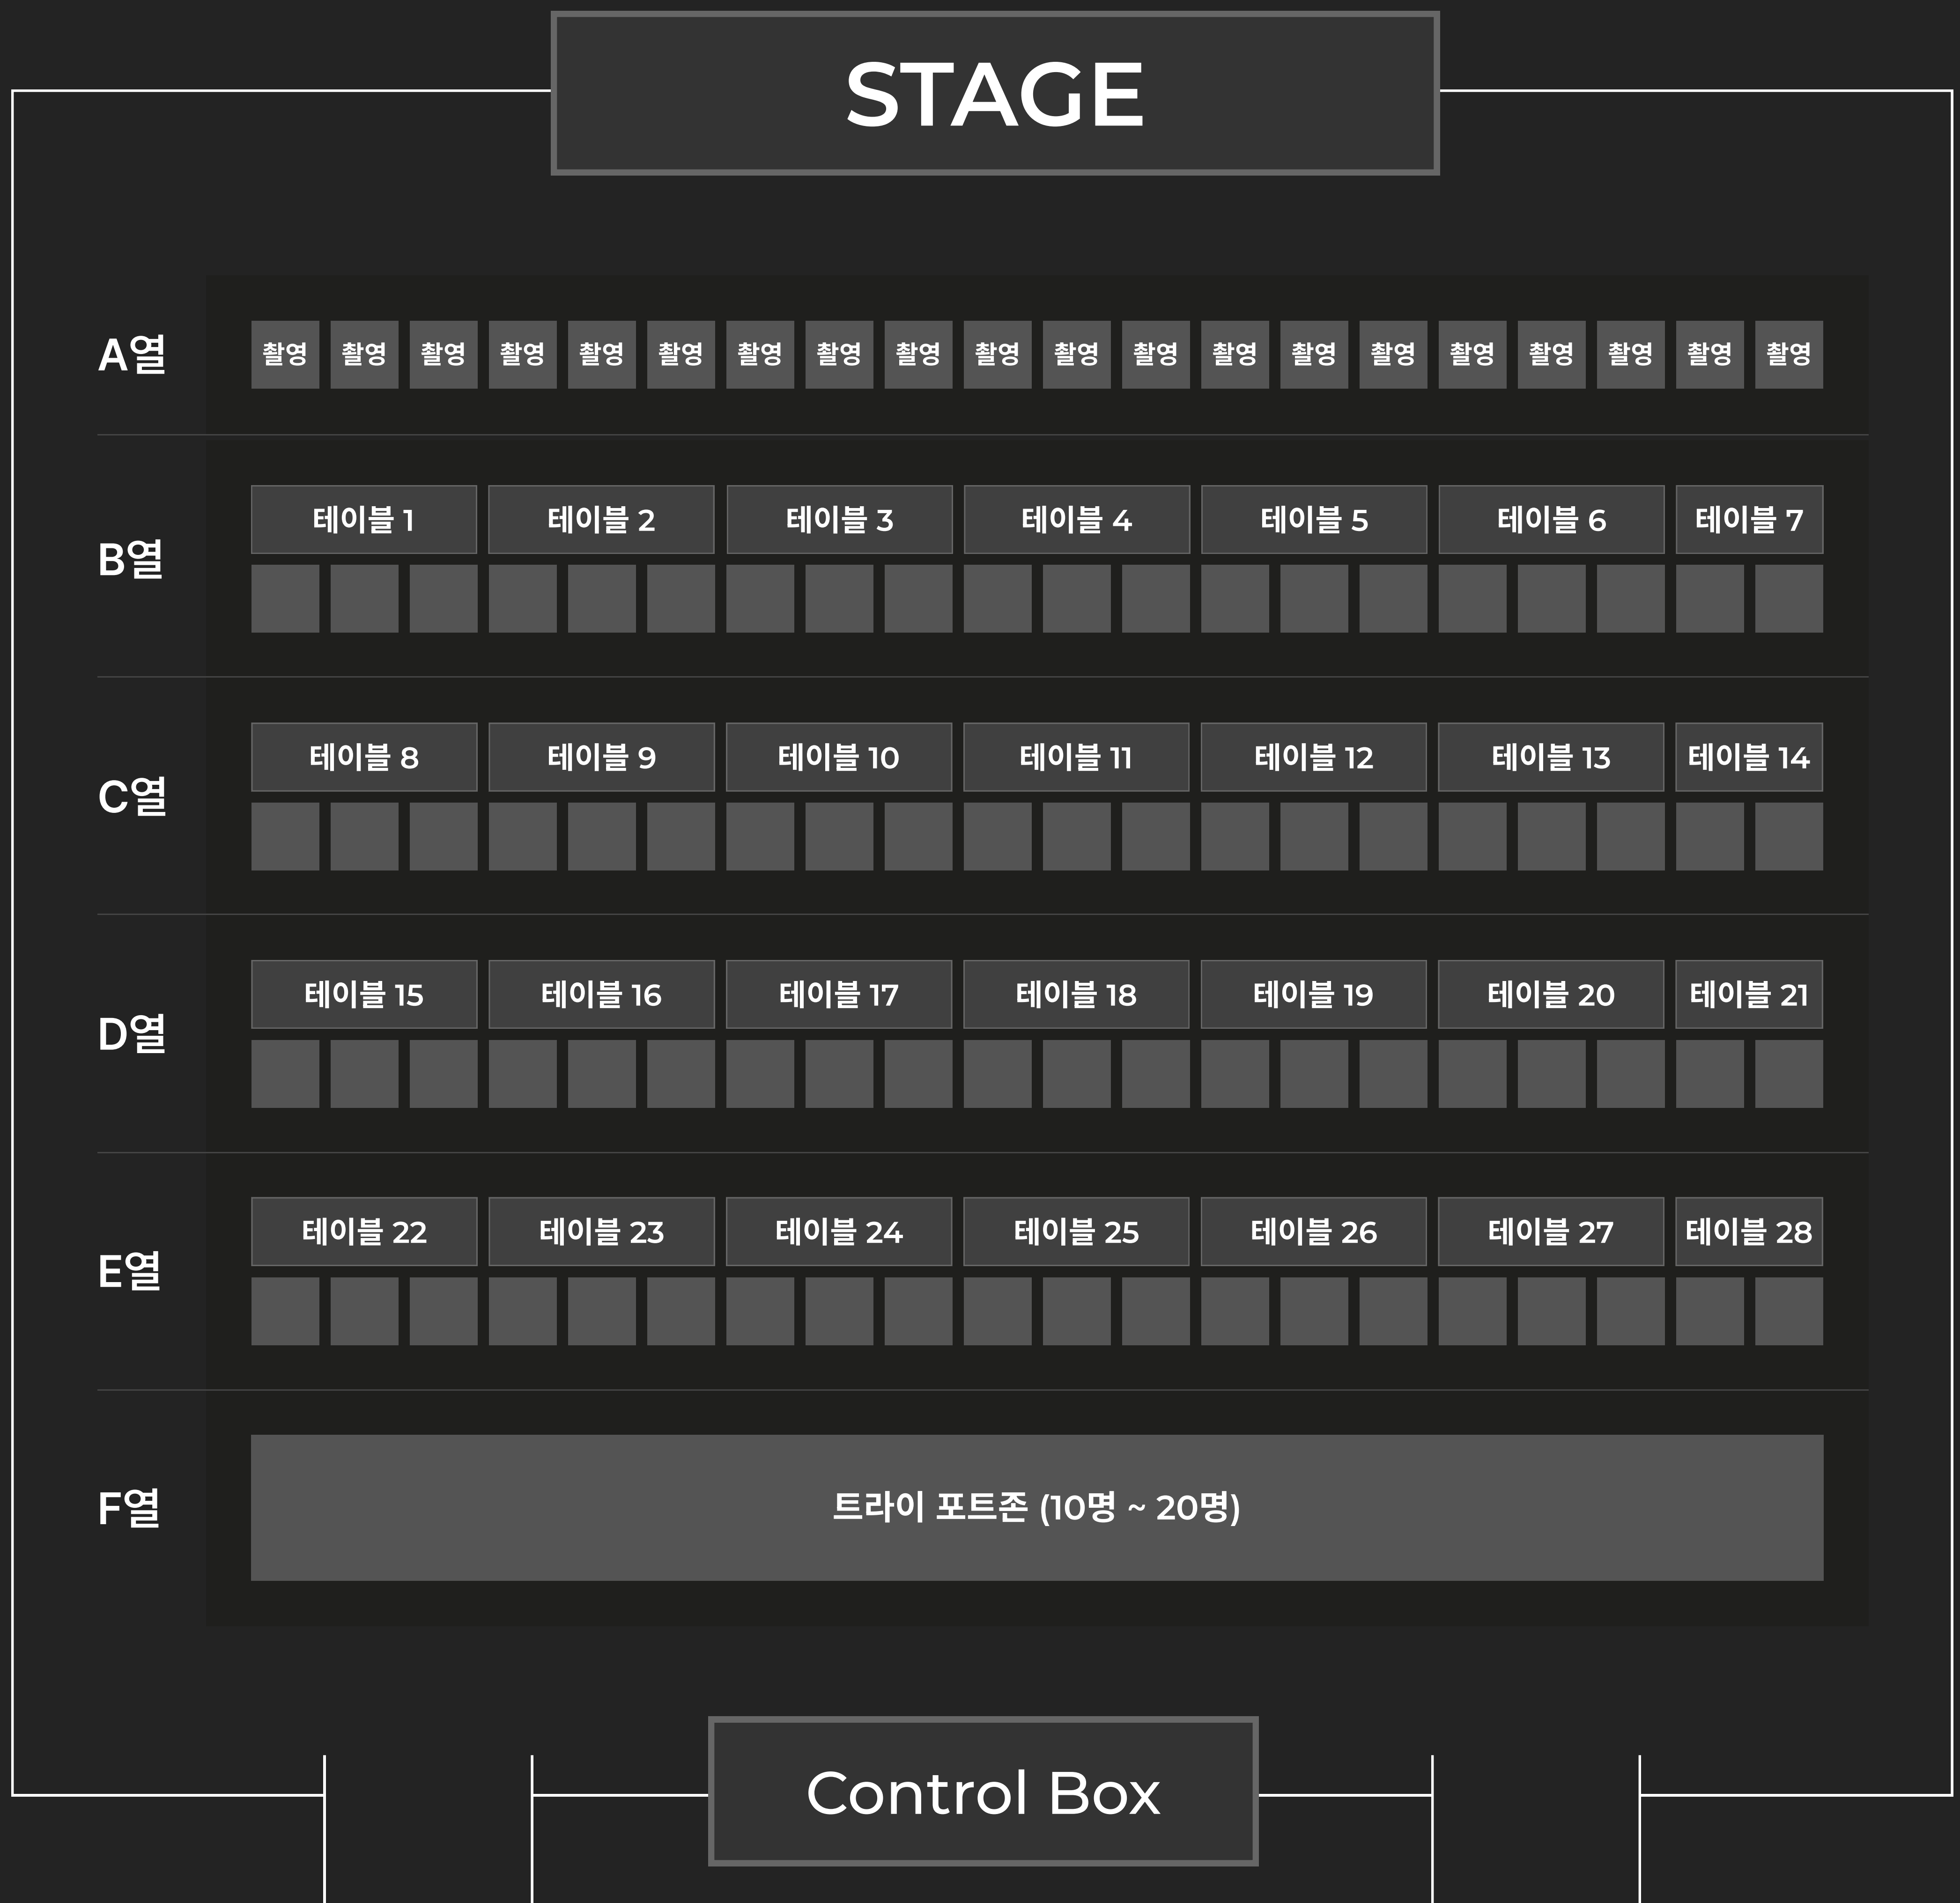 STAGE
A열
촬영 촬영 촬영 촬영 촬영 촬영 촬영 촬영 촬영 촬영 촬영 촬영 촬영 촬영 촬영 촬영 촬영 촬영 촬영 촬영
B열
테이블 1 테이블 2 테이블 3 테이블 4 테이블 5 테이블 6 테이블 7
C열
테이블 8 테이블 9 테이블 10 테이블 11 테이블 12 테이블 13 테이블 14
D열
테이블 15 테이블 16 테이블 17 테이블 18 테이블 19 테이블 20 테이블 21
E열
테이블 22 테이블 23 테이블 24 테이블 25 테이블 26 테이블 27 테이블 28
F열
트라이 포트존 (10명 ~ 20명)
Control Box